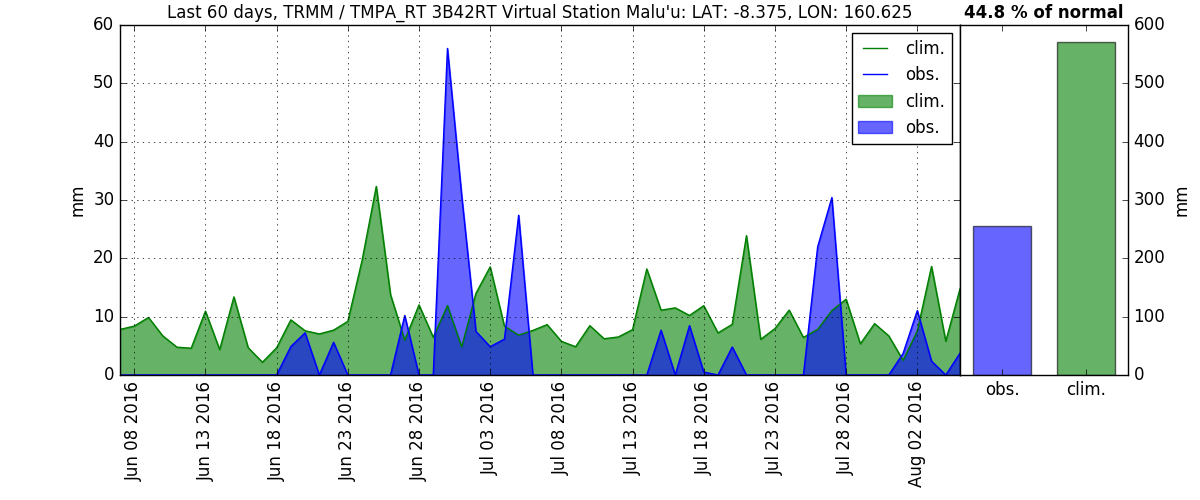 Last 60 days, TRMM / TMPA_RT 3B42RT Virtual Station Malu'u: LAT: -8.375, LON: 160.625
44.8 % of normal
mm
60
50
40
30
20
10
0
clim.
obs.
clim.
obs.
600
500
400
300
200
100
0
mm
Jun 08 2016
Jun 13 2016
Jun 18 2016
Jun 23 2016
Jun 28 2016
Jul 03 2016
Jul 08 2016
Jul 13 2016
Jul 18 2016
Jul 23 2016
Jul 28 2016
Aug 02 2016
obs.
clim.